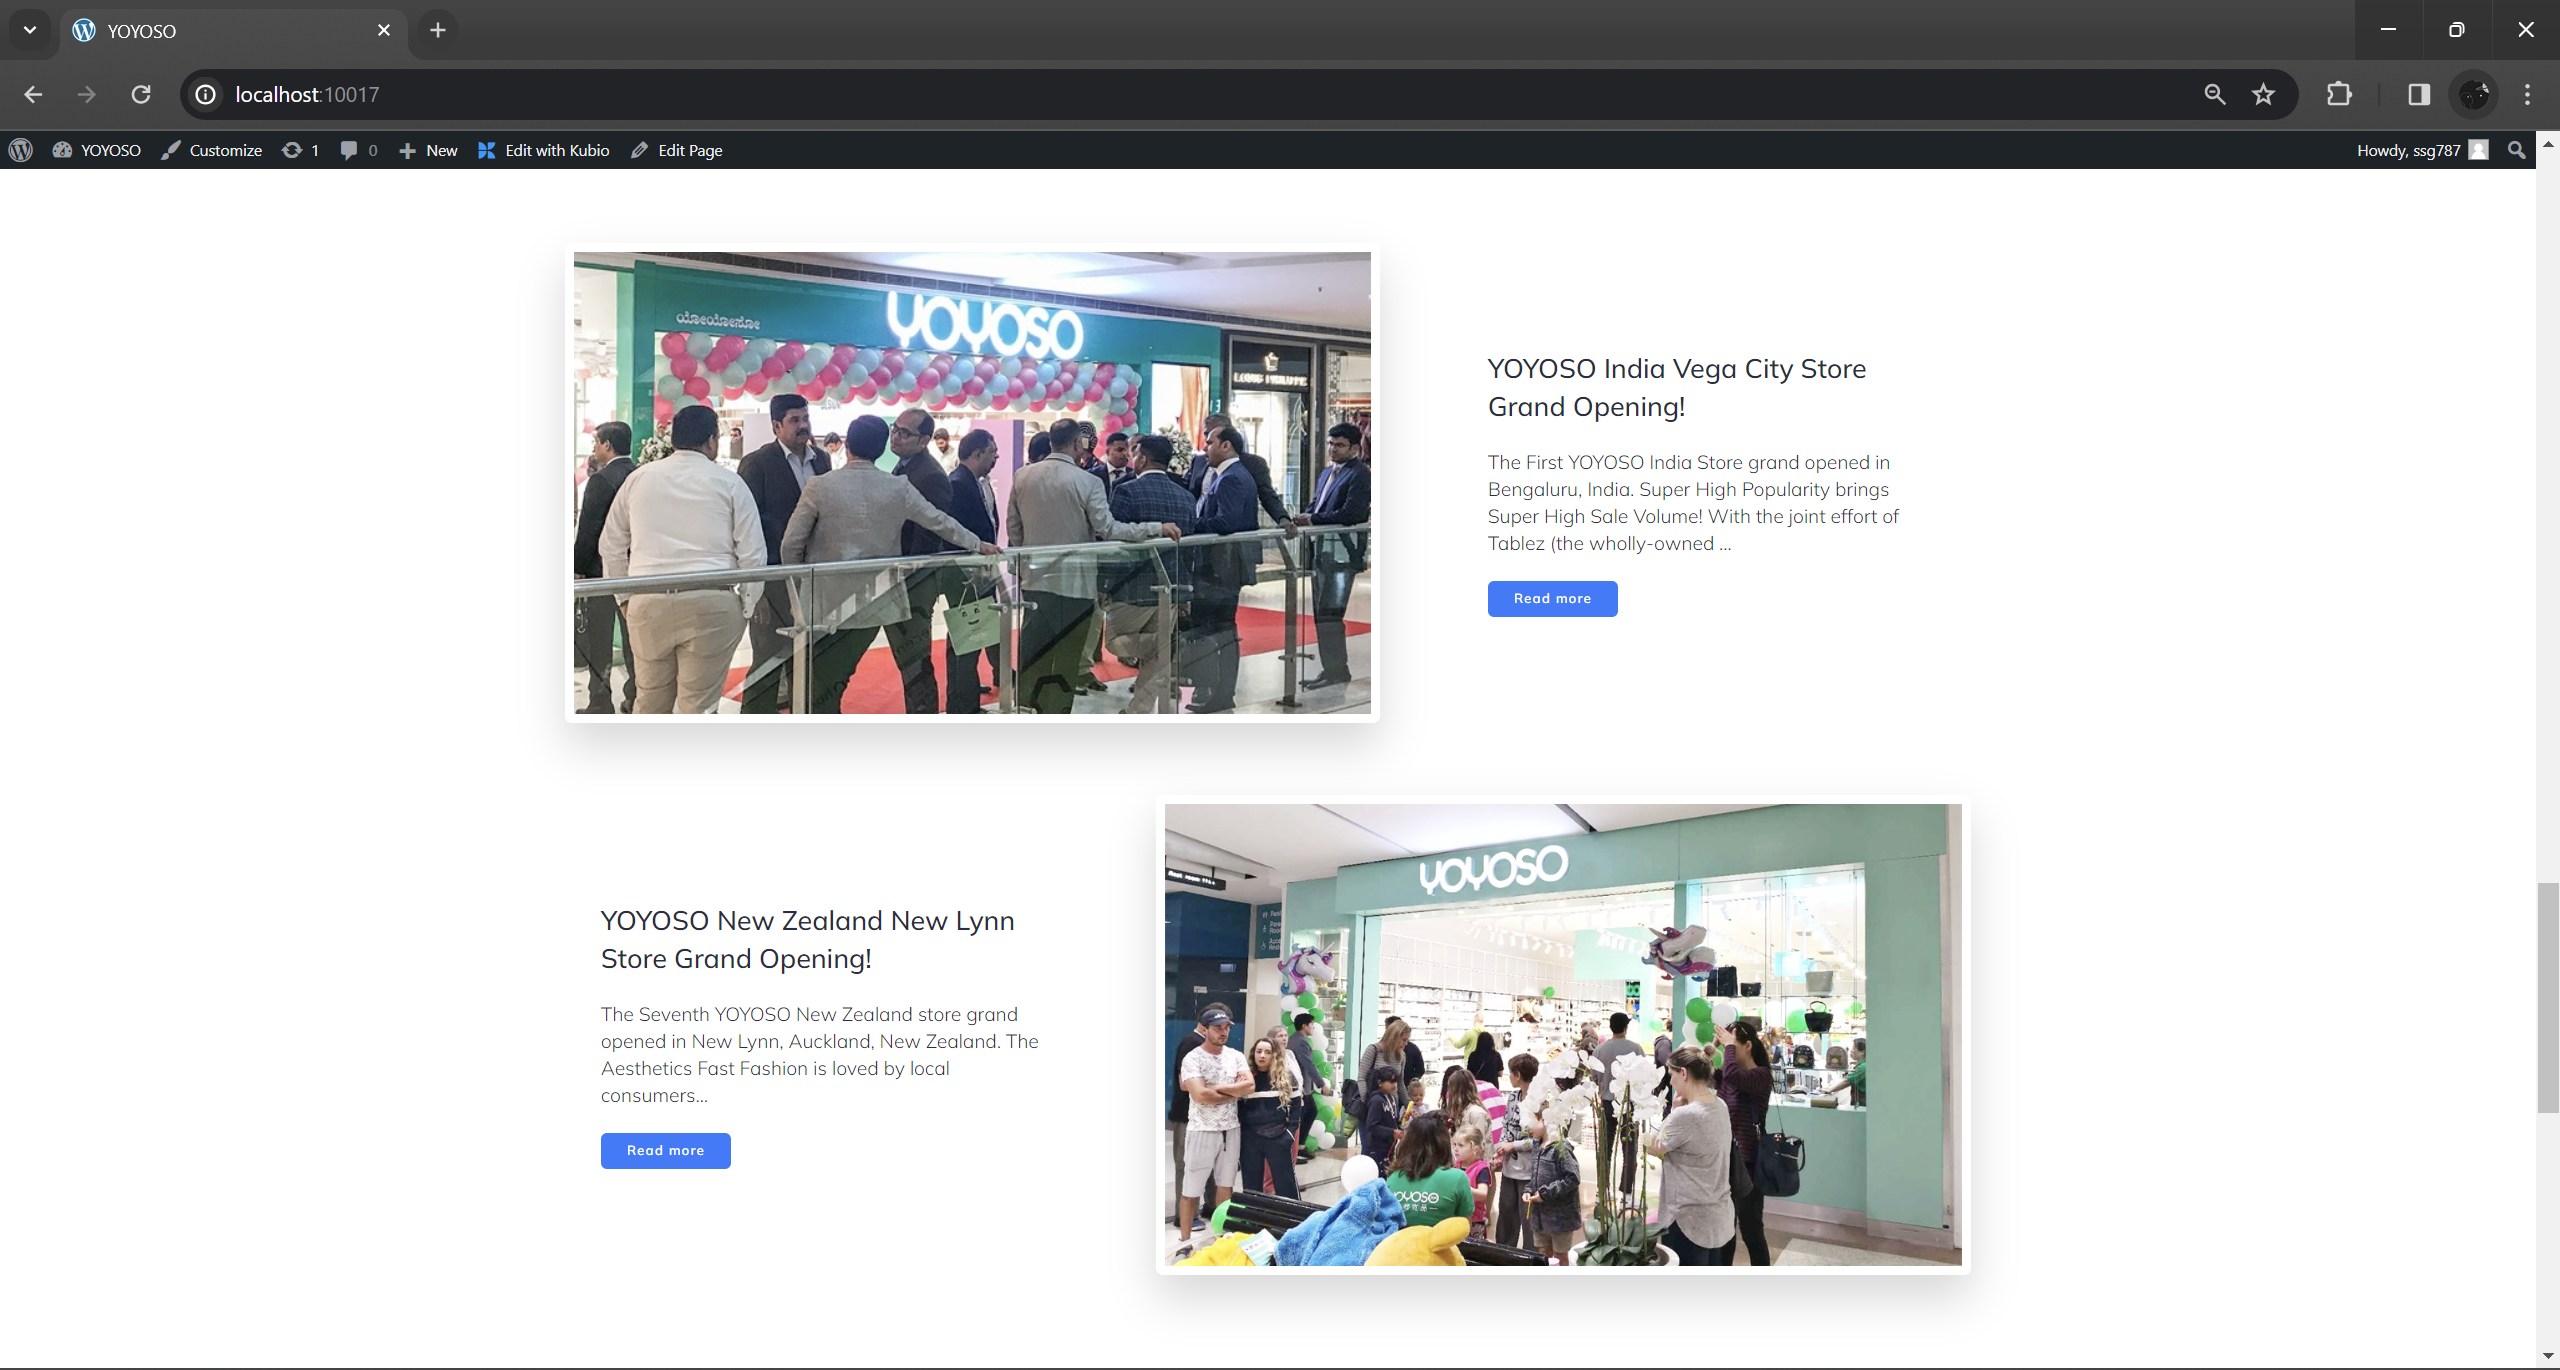 YOYOSO
localhost:10017
YOYOSO
Customize
1
0
New
Edit with Kubio
Edit Page
Howdy, ssg787
ಯೋಯೋಸೋ
YOYOSO
YOYOSO India Vega City Store
Grand Opening!
The First YOYOSO India Store grand opened in
Bengaluru, India. Super High Popularity brings
Super High Sale Volume! With the joint effort of
Tablez (the wholly-owned ...
Read more
YOYOSO New Zealand New Lynn
Store Grand Opening!
The Seventh YOYOSO New Zealand store grand
opened in New Lynn, Auckland, New Zealand. The
Aesthetics Fast Fashion is loved by local
consumers...
Read more
YOYOSO
YOYOSO